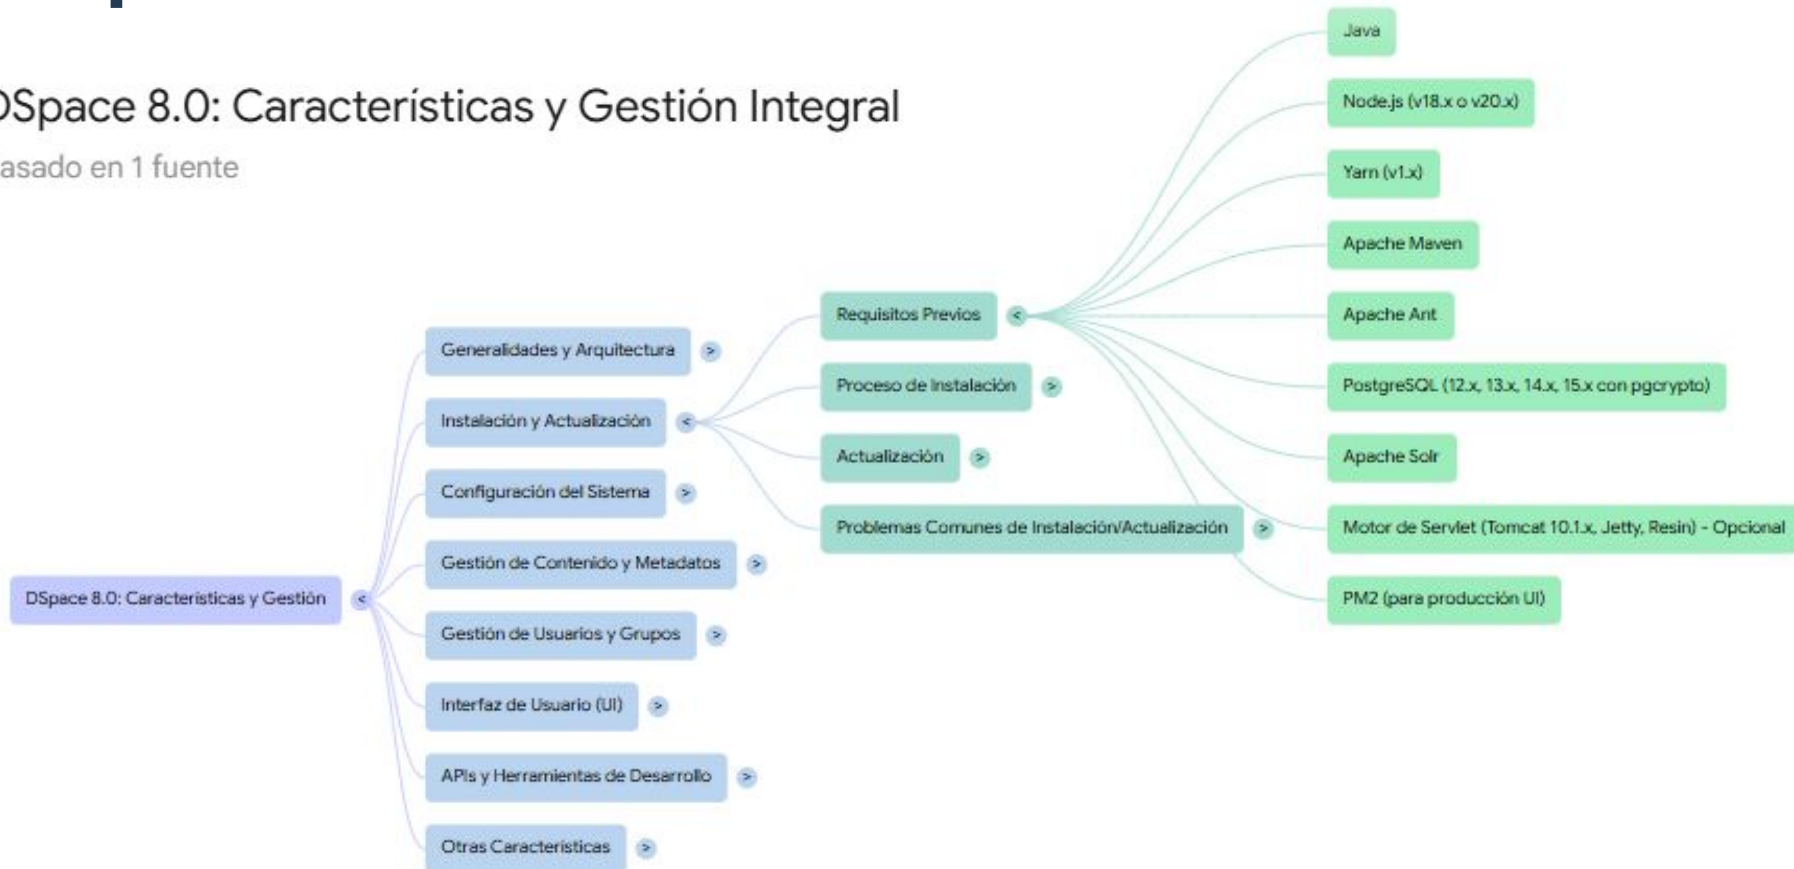 DSpace 8.0: Características y Gestión Integral
asado en 1 fuente
DSpace 8.0: Características y Gestión
<
Generalidades y Arquitectura
>
Instalación y Actualización
<
Configuración del Sistema
>
Gestión de Contenido y Metadatos
>
Gestión de Usuarios y Grupos
>
Interfaz de Usuario (UI)
>
APIs y Herramientas de Desarrollo
>
Otras Características
>
Requisitos Previos
<
Proceso de Instalación
>
Actualización
>
Problemas Comunes de Instalación/Actualización
>
Java
Node.js (v18.x o v20.x)
Yarn (v1.x)
Apache Maven
Apache Ant
PostgreSQL (12.x, 13.x, 14.x, 15.x con pgcrypto)
Apache Solr
Motor de Servlet (Tomcat 10.1.x, Jetty, Resin) - Opcional
PM2 (para producción UI)